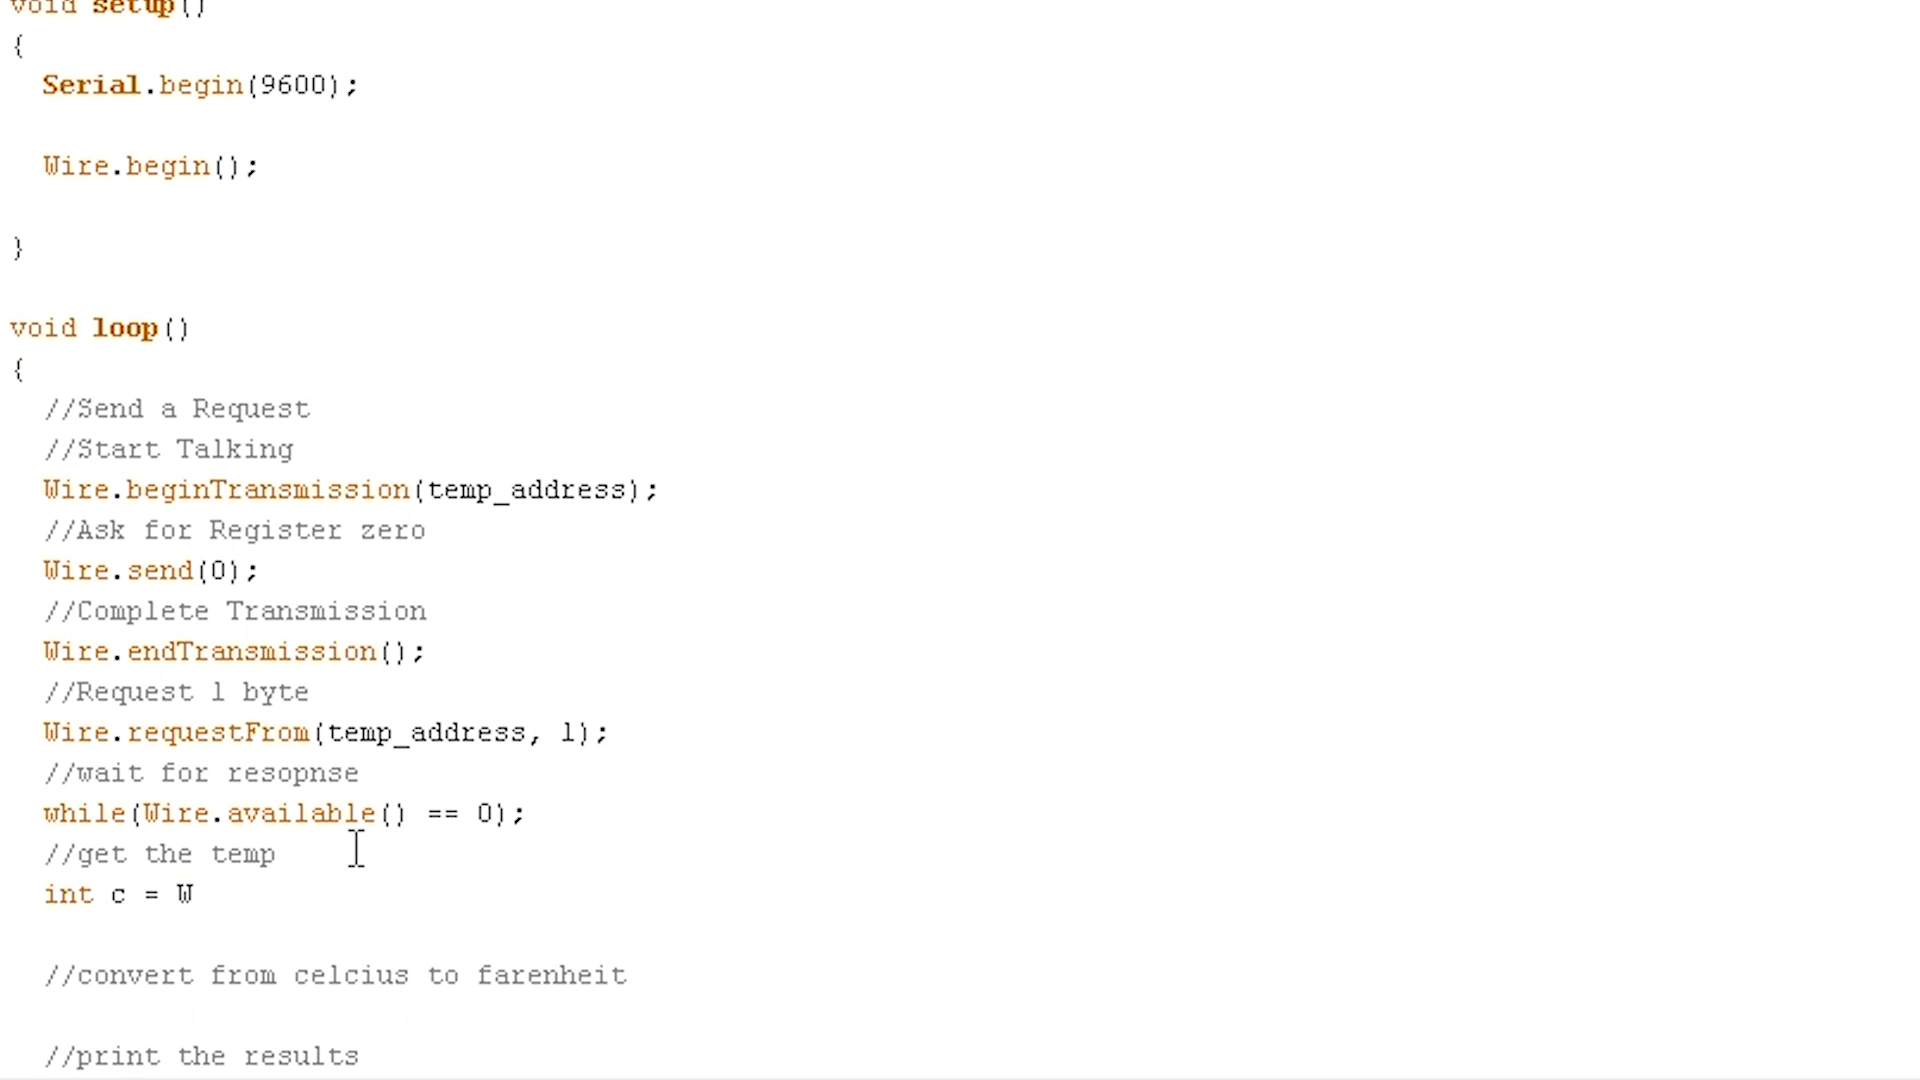 void setup()
{
Serial.begin(9600);
Wire.begin();
}
void loop()
{
//Send a Request
//Start Talking
Wire.beginTransmission(temp_address);
//Ask for Register zero
Wire.send(0);
//Complete Transmission
Wire.endTransmission();
//Request 1 byte
Wire.requestFrom(temp_address, 1);
//wait for resopnse
while(Wire.available() == 0);
//get the temp
int c = W
//convert from celcius to farenheit
//print the results